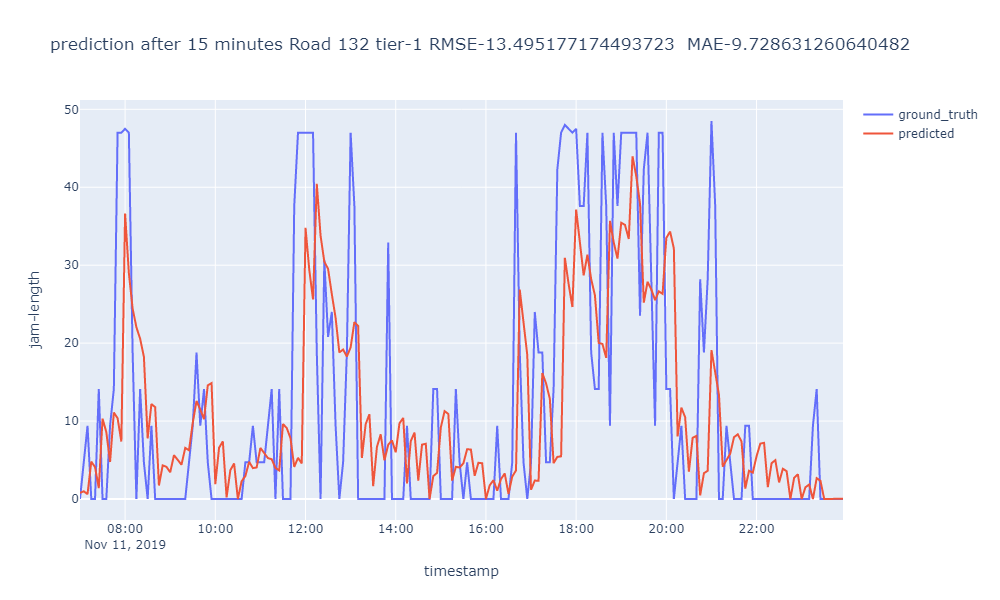 prediction after 15 minutes Road 132 tier-1 RMSE-13.495177174493723  MAE-9.728631260640482
ground_truth
predicted
jam-length
50
40
30
20
10
0
08:00 10:00 12:00 14:00 16:00 18:00 20:00 22:00
Nov 11, 2019
timestamp